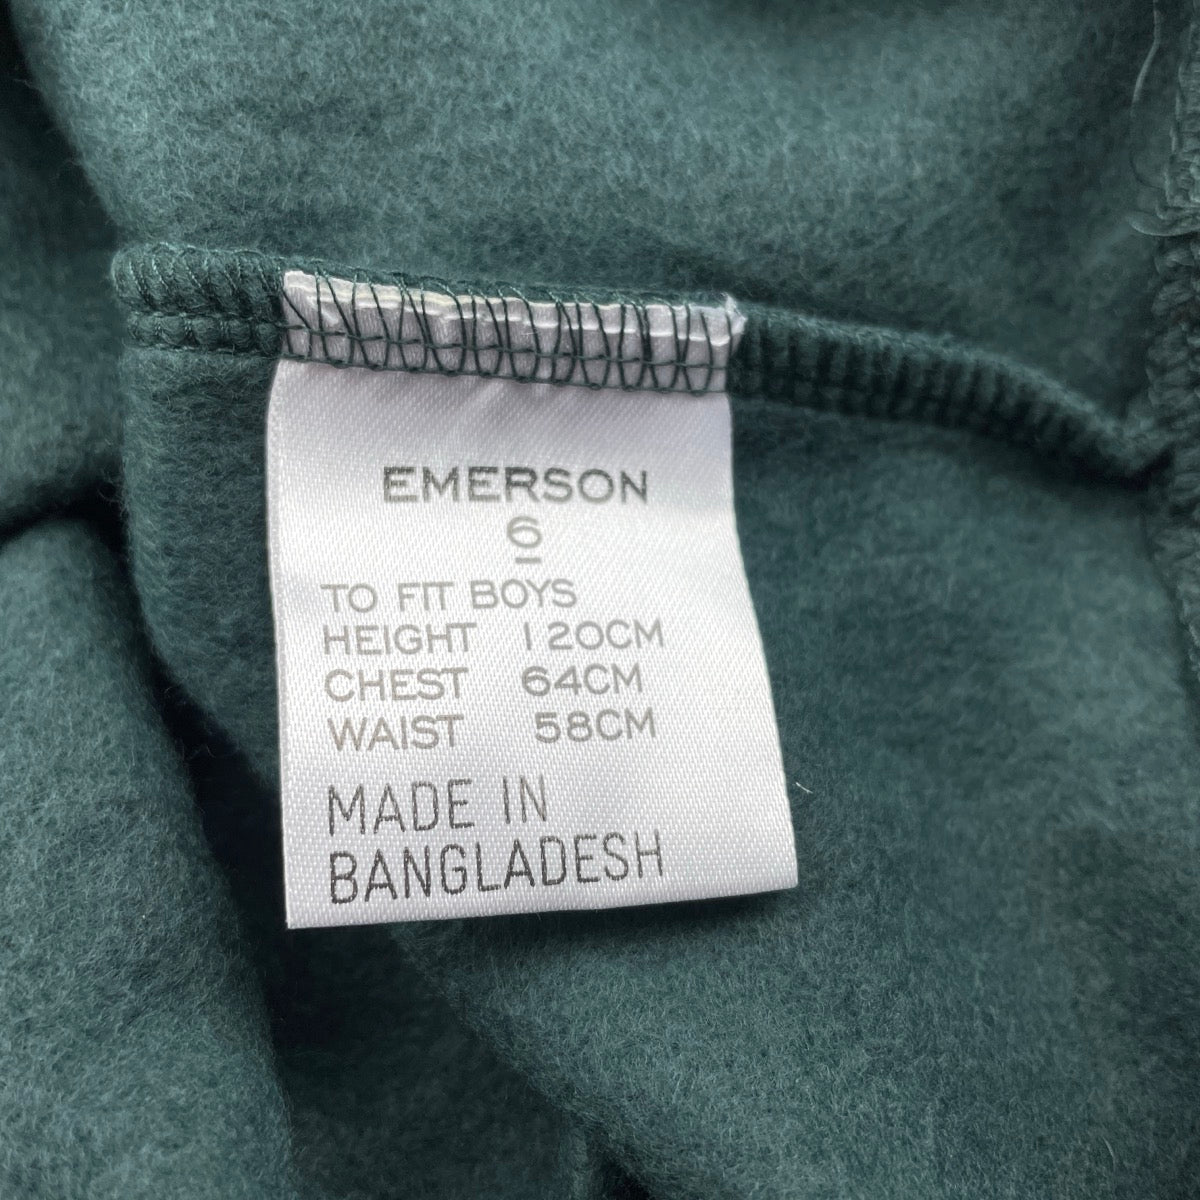 EMERSON
6
TO FIT BOYS
HEIGHT 120CM
CHEST 64CM
WAIST 58CM
MADE IN
BANGLADESH